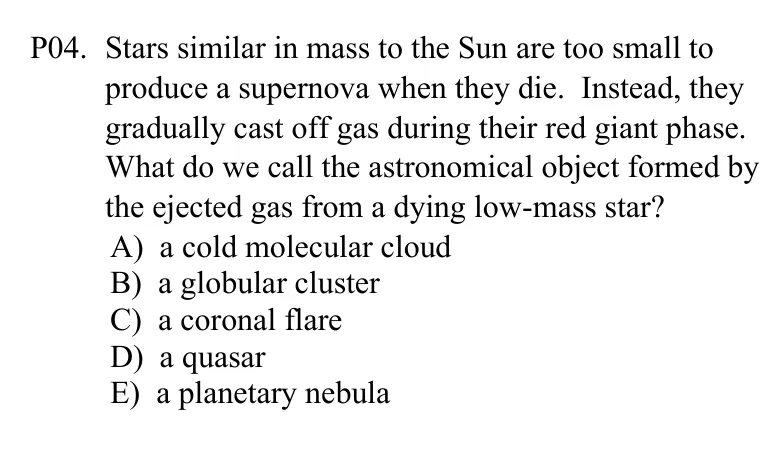 P04. Stars similar in mass to the Sun are too small to
produce a supernova when they die. Instead, they
gradually cast off gas during their red giant phase.
What do we call the astronomical object formed by
the ejected gas from a dying low-mass star?
A) a cold molecular cloud
B) a globular cluster
C) a coronal flare
D) a quasar
E) a planetary nebula